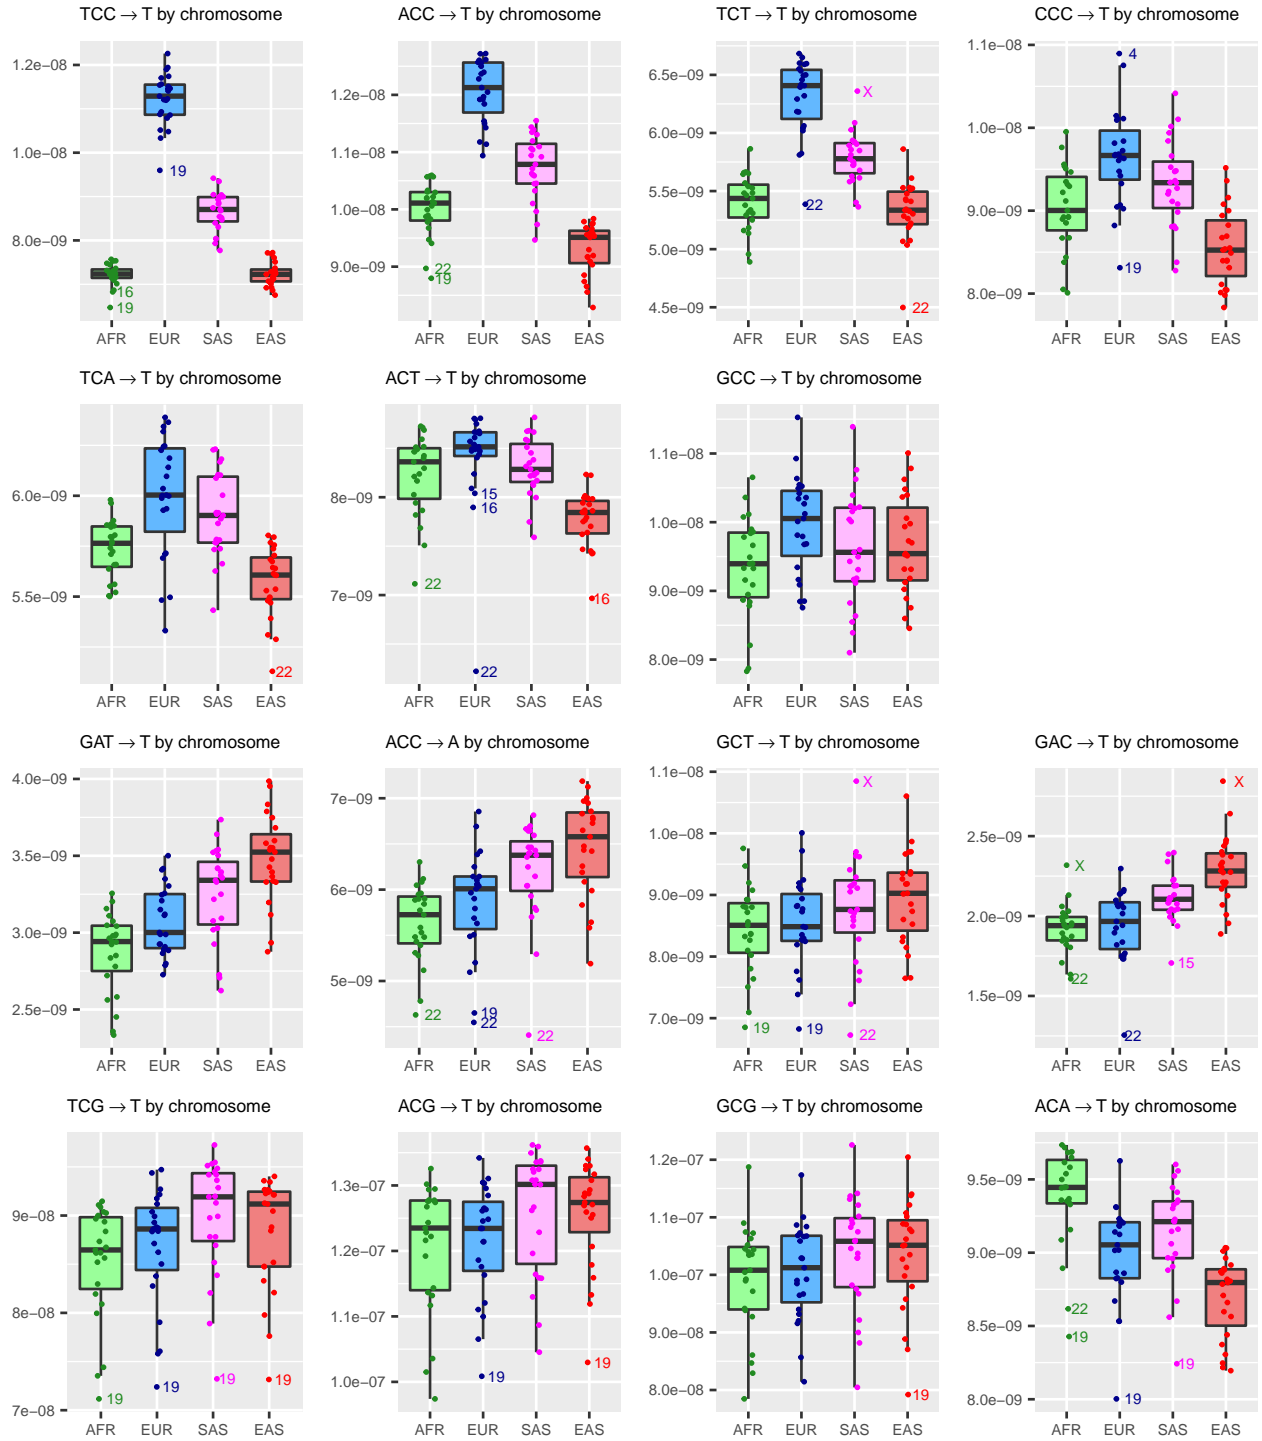 TCC → T by chromosome
1.2e−08
1.0e−08
8.0e−09
19
16
19
AFR EUR SAS EAS
ACC → T by chromosome
1.2e−08
1.1e−08
1.0e−08
9.0e−09
22
19
AFR EUR SAS EAS
TCT → T by chromosome
6.5e−09
6.0e−09
5.5e−09
5.0e−09
4.5e−09
X
22
22
AFR EUR SAS EAS
CCC → T by chromosome
1.1e−08
1.0e−08
9.0e−09
8.0e−09
4
19
AFR EUR SAS EAS
TCA → T by chromosome
6.0e−09
5.5e−09
22
AFR EUR SAS EAS
ACT → T by chromosome
8e−09
7e−09
15
16
22
16
22
AFR EUR SAS EAS
GCC → T by chromosome
1.1e−08
1.0e−08
9.0e−09
8.0e−09
AFR EUR SAS EAS
GAT → T by chromosome
4.0e−09
3.5e−09
3.0e−09
2.5e−09
AFR EUR SAS EAS
ACC → A by chromosome
7e−09
6e−09
5e−09
22
19
22
22
AFR EUR SAS EAS
GCT → T by chromosome
1.1e−08
1.0e−08
9.0e−09
8.0e−09
7.0e−09
X
19
19
22
AFR EUR SAS EAS
GAC → T by chromosome
2.5e−09
2.0e−09
1.5e−09
X
X
22
15
22
AFR EUR SAS EAS
TCG → T by chromosome
9e−08
8e−08
7e−08
19
19
19
19
AFR EUR SAS EAS
ACG → T by chromosome
1.3e−07
1.2e−07
1.1e−07
1.0e−07
19
19
AFR EUR SAS EAS
GCG → T by chromosome
1.2e−07
1.1e−07
1.0e−07
9.0e−08
8.0e−08
19
AFR EUR SAS EAS
ACA → T by chromosome
9.5e−09
9.0e−09
8.5e−09
8.0e−09
22
19
19
19
AFR EUR SAS EAS